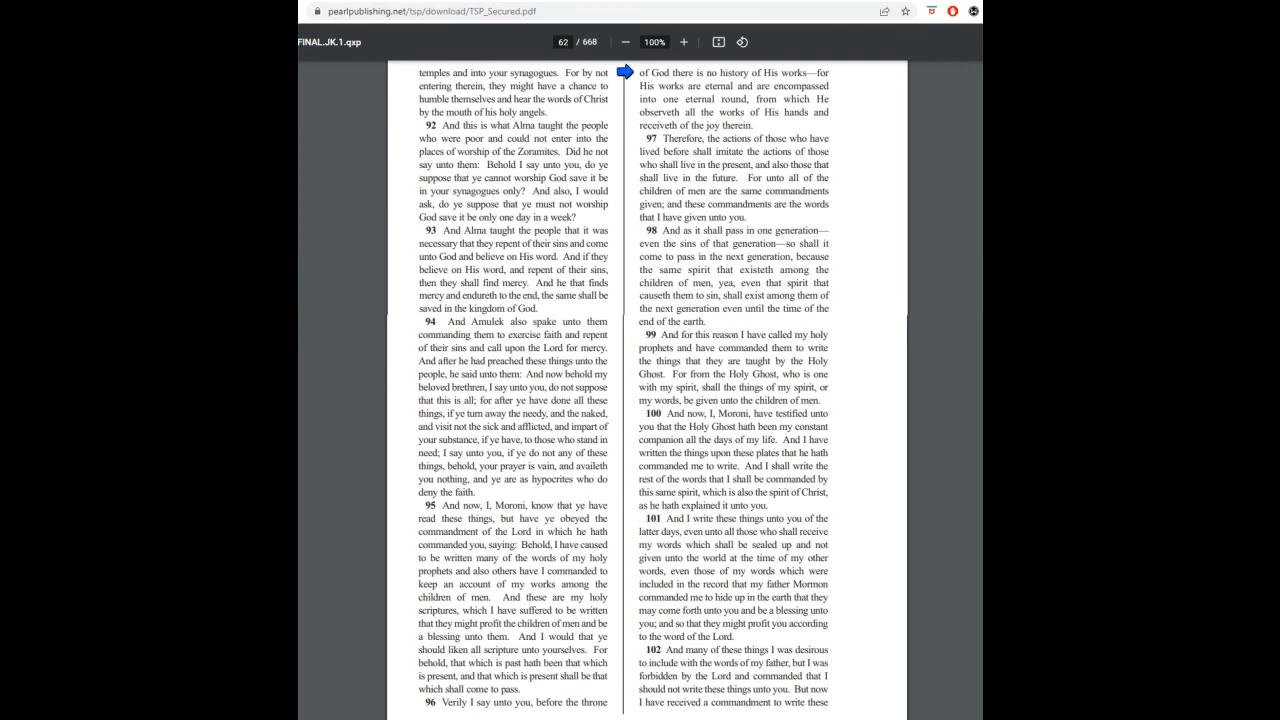 pearlpublishing.net/tsp/download/TSP_Secured.pdf
FINAL.JK.1.qxp
62 / 668
100%
temples and into your synagogues. For by not
entering therein, they might have a chance to
humble themselves and hear the words of Christ
by the mouth of his holy angels.
92 And this is what Alma taught the people
who were poor and could not enter into the
places of worship of the Zoramites. Did he not
say unto them: Behold I say unto you, do ye
suppose that ye cannot worship God save it be
in your synagogues only? And also, I would
ask, do ye suppose that ye must not worship
God save it be only one day in a week?
93 And Alma taught the people that it was
necessary that they repent of their sins and come
unto God and believe on His word. And if they
believe on His word, and repent of their sins,
then they shall find mercy. And he that finds
mercy and endureth to the end, the same shall be
saved in the kingdom of God.
94 And Amulek also spake unto them
commanding them to exercise faith and repent
of their sins and call upon the Lord for mercy.
And after he had preached these things unto the
people, he said unto them: And now behold my
beloved brethren, I say unto you, do not suppose
that this is all; for after ye have done all these
things, if ye turn away the needy, and the naked,
and visit not the sick and afflicted, and impart of
your substance, if ye have, to those who stand in
need; I say unto you, if ye do not any of these
things, behold, your prayer is vain, and availeth
you nothing, and ye are as hypocrites who do
deny the faith.
95 And now, I, Moroni, know that ye have
read these things, but have ye obeyed the
commandment of the Lord in which he hath
commanded you, saying: Behold, I have caused
to be written many of the words of my holy
prophets and also others have I commanded to
keep an account of my works among the
children of men. And these are my holy
scriptures, which I have suffered to be written
that they might profit the children of men and be
a blessing unto them. And I would that ye
should liken all scripture unto yourselves. For
behold, that which is past hath been that which
is present, and that which is present shall be that
which shall come to pass.
96 Verily I say unto you, before the throne
of God there is no history of His works—for
His works are eternal and are encompassed
into one eternal round, from which He
observeth all the works of His hands and
receiveth of the joy therein.
97 Therefore, the actions of those who have
lived before shall imitate the actions of those
who shall live in the present, and also those that
shall live in the future. For unto all of the
children of men are the same commandments
given; and these commandments are the words
that I have given unto you.
98 And as it shall pass in one generation—
even the sins of that generation—so shall it
come to pass in the next generation, because
the same spirit that existeth among the
children of men, yea, even that spirit that
causeth them to sin, shall exist among them of
the next generation even until the time of the
end of the earth.
99 And for this reason I have called my holy
prophets and have commanded them to write
the things that they are taught by the Holy
Ghost. For from the Holy Ghost, who is one
with my spirit, shall the things of my spirit, or
my words, be given unto the children of men.
100 And now, I, Moroni, have testified unto
you that the Holy Ghost hath been my constant
companion all the days of my life. And I have
written the things upon these plates that he hath
commanded me to write. And I shall write the
rest of the words that I shall be commanded by
this same spirit, which is also the spirit of Christ,
as he hath explained it unto you.
101 And I write these things unto you of the
latter days, even unto all those who shall receive
my words which shall be sealed up and not
given unto the world at the time of my other
words, even those of my words which were
included in the record that my father Mormon
commanded me to hide up in the earth that they
may come forth unto you and be a blessing unto
you; and so that they might profit you according
to the word of the Lord.
102 And many of these things I was desirous
to include with the words of my father, but I was
forbidden by the Lord and commanded that I
should not write these things unto you. But now
I have received a commandment to write these